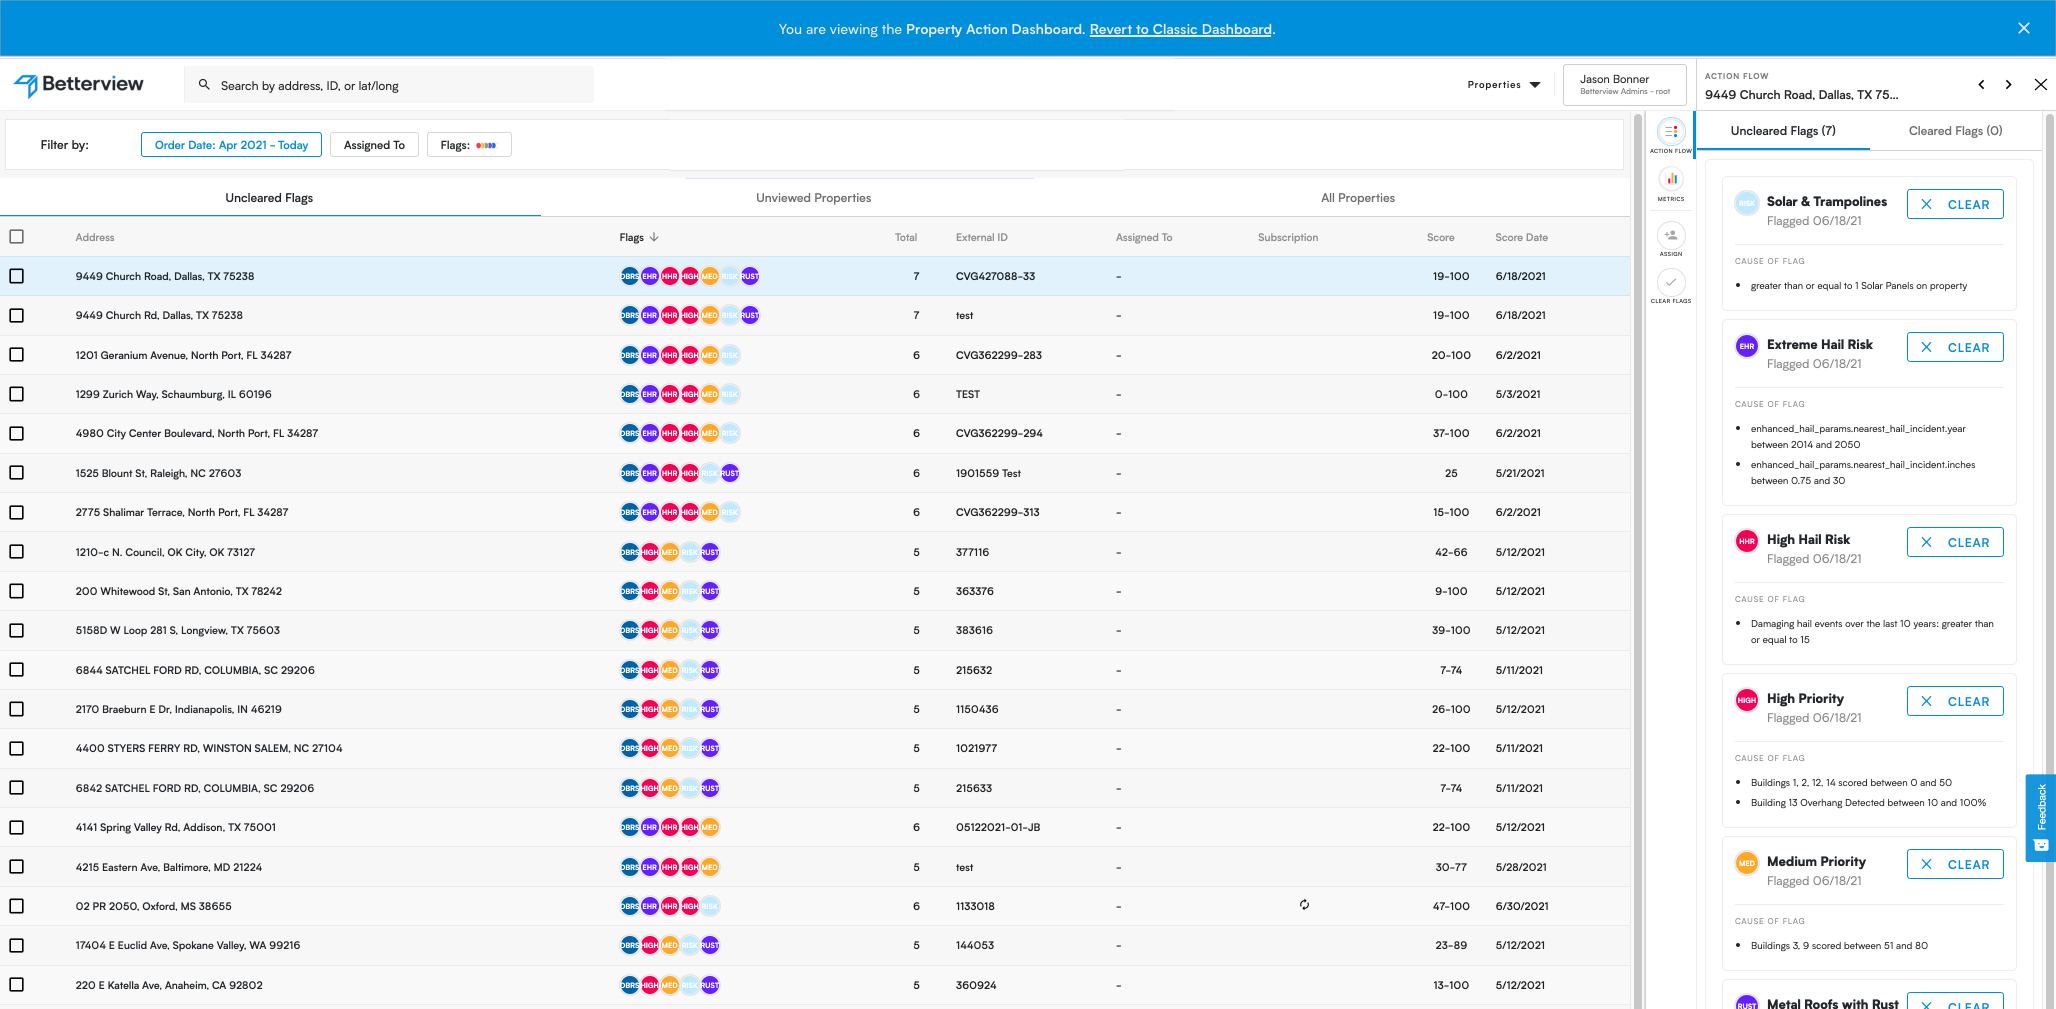 You are viewing the Property Action Dashboard. Revert to Classic Dashboard.
Betterview
Search by address, ID, or lat/long
Properties
Jason Bonner
Betterview Admins - root
ACTION FLOW
9449 Church Road, Dallas, TX 75...
Filter by:
Order Date: Apr 2021 - Today
Assigned To
Flags:
Uncleared Flags
Unviewed Properties
All Properties
Address Flags Total External ID Assigned To Subscription Score Score Date
9449 Church Road, Dallas, TX 75238 DBRS EHR HHR HIGH MED RISK RUST 7 CVG427088-33 - 19-100 6/18/2021
9449 Church Rd, Dallas, TX 75238 DBRS EHR HHR HIGH MED RISK RUST 7 test - 19-100 6/18/2021
1201 Geranium Avenue, North Port, FL 34287 DBRS EHR HHR HIGH MED RISK 6 CVG362299-283 - 20-100 6/2/2021
1299 Zurich Way, Schaumburg, IL 60196 DBRS EHR HHR HIGH MED RISK 6 TEST - 0-100 5/3/2021
4980 City Center Boulevard, North Port, FL 34287 DBRS EHR HHR HIGH MED RISK 6 CVG362299-294 - 37-100 6/2/2021
1525 Blount St, Raleigh, NC 27603 DBRS EHR HHR HIGH RISK RUST 6 1901559 Test - 25 5/21/2021
2775 Shalimar Terrace, North Port, FL 34287 DBRS EHR HHR HIGH MED RISK 6 CVG362299-313 - 15-100 6/2/2021
1210-c N. Council, OK City, OK 73127 DBRS HIGH MED RISK RUST 5 377116 - 42-66 5/12/2021
200 Whitewood St, San Antonio, TX 78242 DBRS HIGH MED RISK RUST 5 363376 - 9-100 5/12/2021
5158D W Loop 281 S, Longview, TX 75603 DBRS HIGH MED RISK RUST 5 383616 - 39-100 5/12/2021
6844 SATCHEL FORD RD, COLUMBIA, SC 29206 DBRS HIGH MED RISK RUST 5 215632 - 7-74 5/11/2021
2170 Braeburn E Dr, Indianapolis, IN 46219 DBRS HIGH MED RISK RUST 5 1150436 - 26-100 5/12/2021
4400 STYERS FERRY RD, WINSTON SALEM, NC 27104 DBRS HIGH MED RISK RUST 5 1021977 - 22-100 5/11/2021
6842 SATCHEL FORD RD, COLUMBIA, SC 29206 DBRS HIGH MED RISK RUST 5 215633 - 7-74 5/11/2021
4141 Spring Valley Rd, Addison, TX 75001 DBRS EHR HHR HIGH MED 6 05122021-01-JB - 22-100 5/12/2021
4215 Eastern Ave, Baltimore, MD 21224 DBRS EHR HHR HIGH MED 5 test - 30-77 5/28/2021
02 PR 2050, Oxford, MS 38655 DBRS EHR HHR HIGH RISK 6 1133018 - 47-100 6/30/2021
17404 E Euclid Ave, Spokane Valley, WA 99216 DBRS HIGH MED RISK RUST 5 144053 - 23-89 5/12/2021
220 E Katella Ave, Anaheim, CA 92802 DBRS HIGH MED RISK RUST 5 360924 - 13-100 5/12/2021
ACTION FLOW
METRICS
ASSIGN
CLEAR FLAGS
Uncleared Flags (7)
Cleared Flags (0)
RISK Solar & Trampolines
CLEAR
Flagged 06/18/21
CAUSE OF FLAG
• greater than or equal to 1 Solar Panels on property
EHR Extreme Hail Risk
CLEAR
Flagged 06/18/21
CAUSE OF FLAG
• enhanced_hail_params.nearest_hail_incident.year
between 2014 and 2050
• enhanced_hail_params.nearest_hail_incident.inches
between 0.75 and 30
HHR High Hail Risk
CLEAR
Flagged 06/18/21
CAUSE OF FLAG
• Damaging hail events over the last 10 years: greater than
or equal to 15
HIGH High Priority
CLEAR
Flagged 06/18/21
CAUSE OF FLAG
• Buildings 1, 2, 12, 14 scored between 0 and 50
• Building 13 Overhang Detected between 10 and 100%
MED Medium Priority
CLEAR
Flagged 06/18/21
CAUSE OF FLAG
• Buildings 3, 9 scored between 51 and 80
RUST Metal Roofs with Rust
CLEAR
Feedback